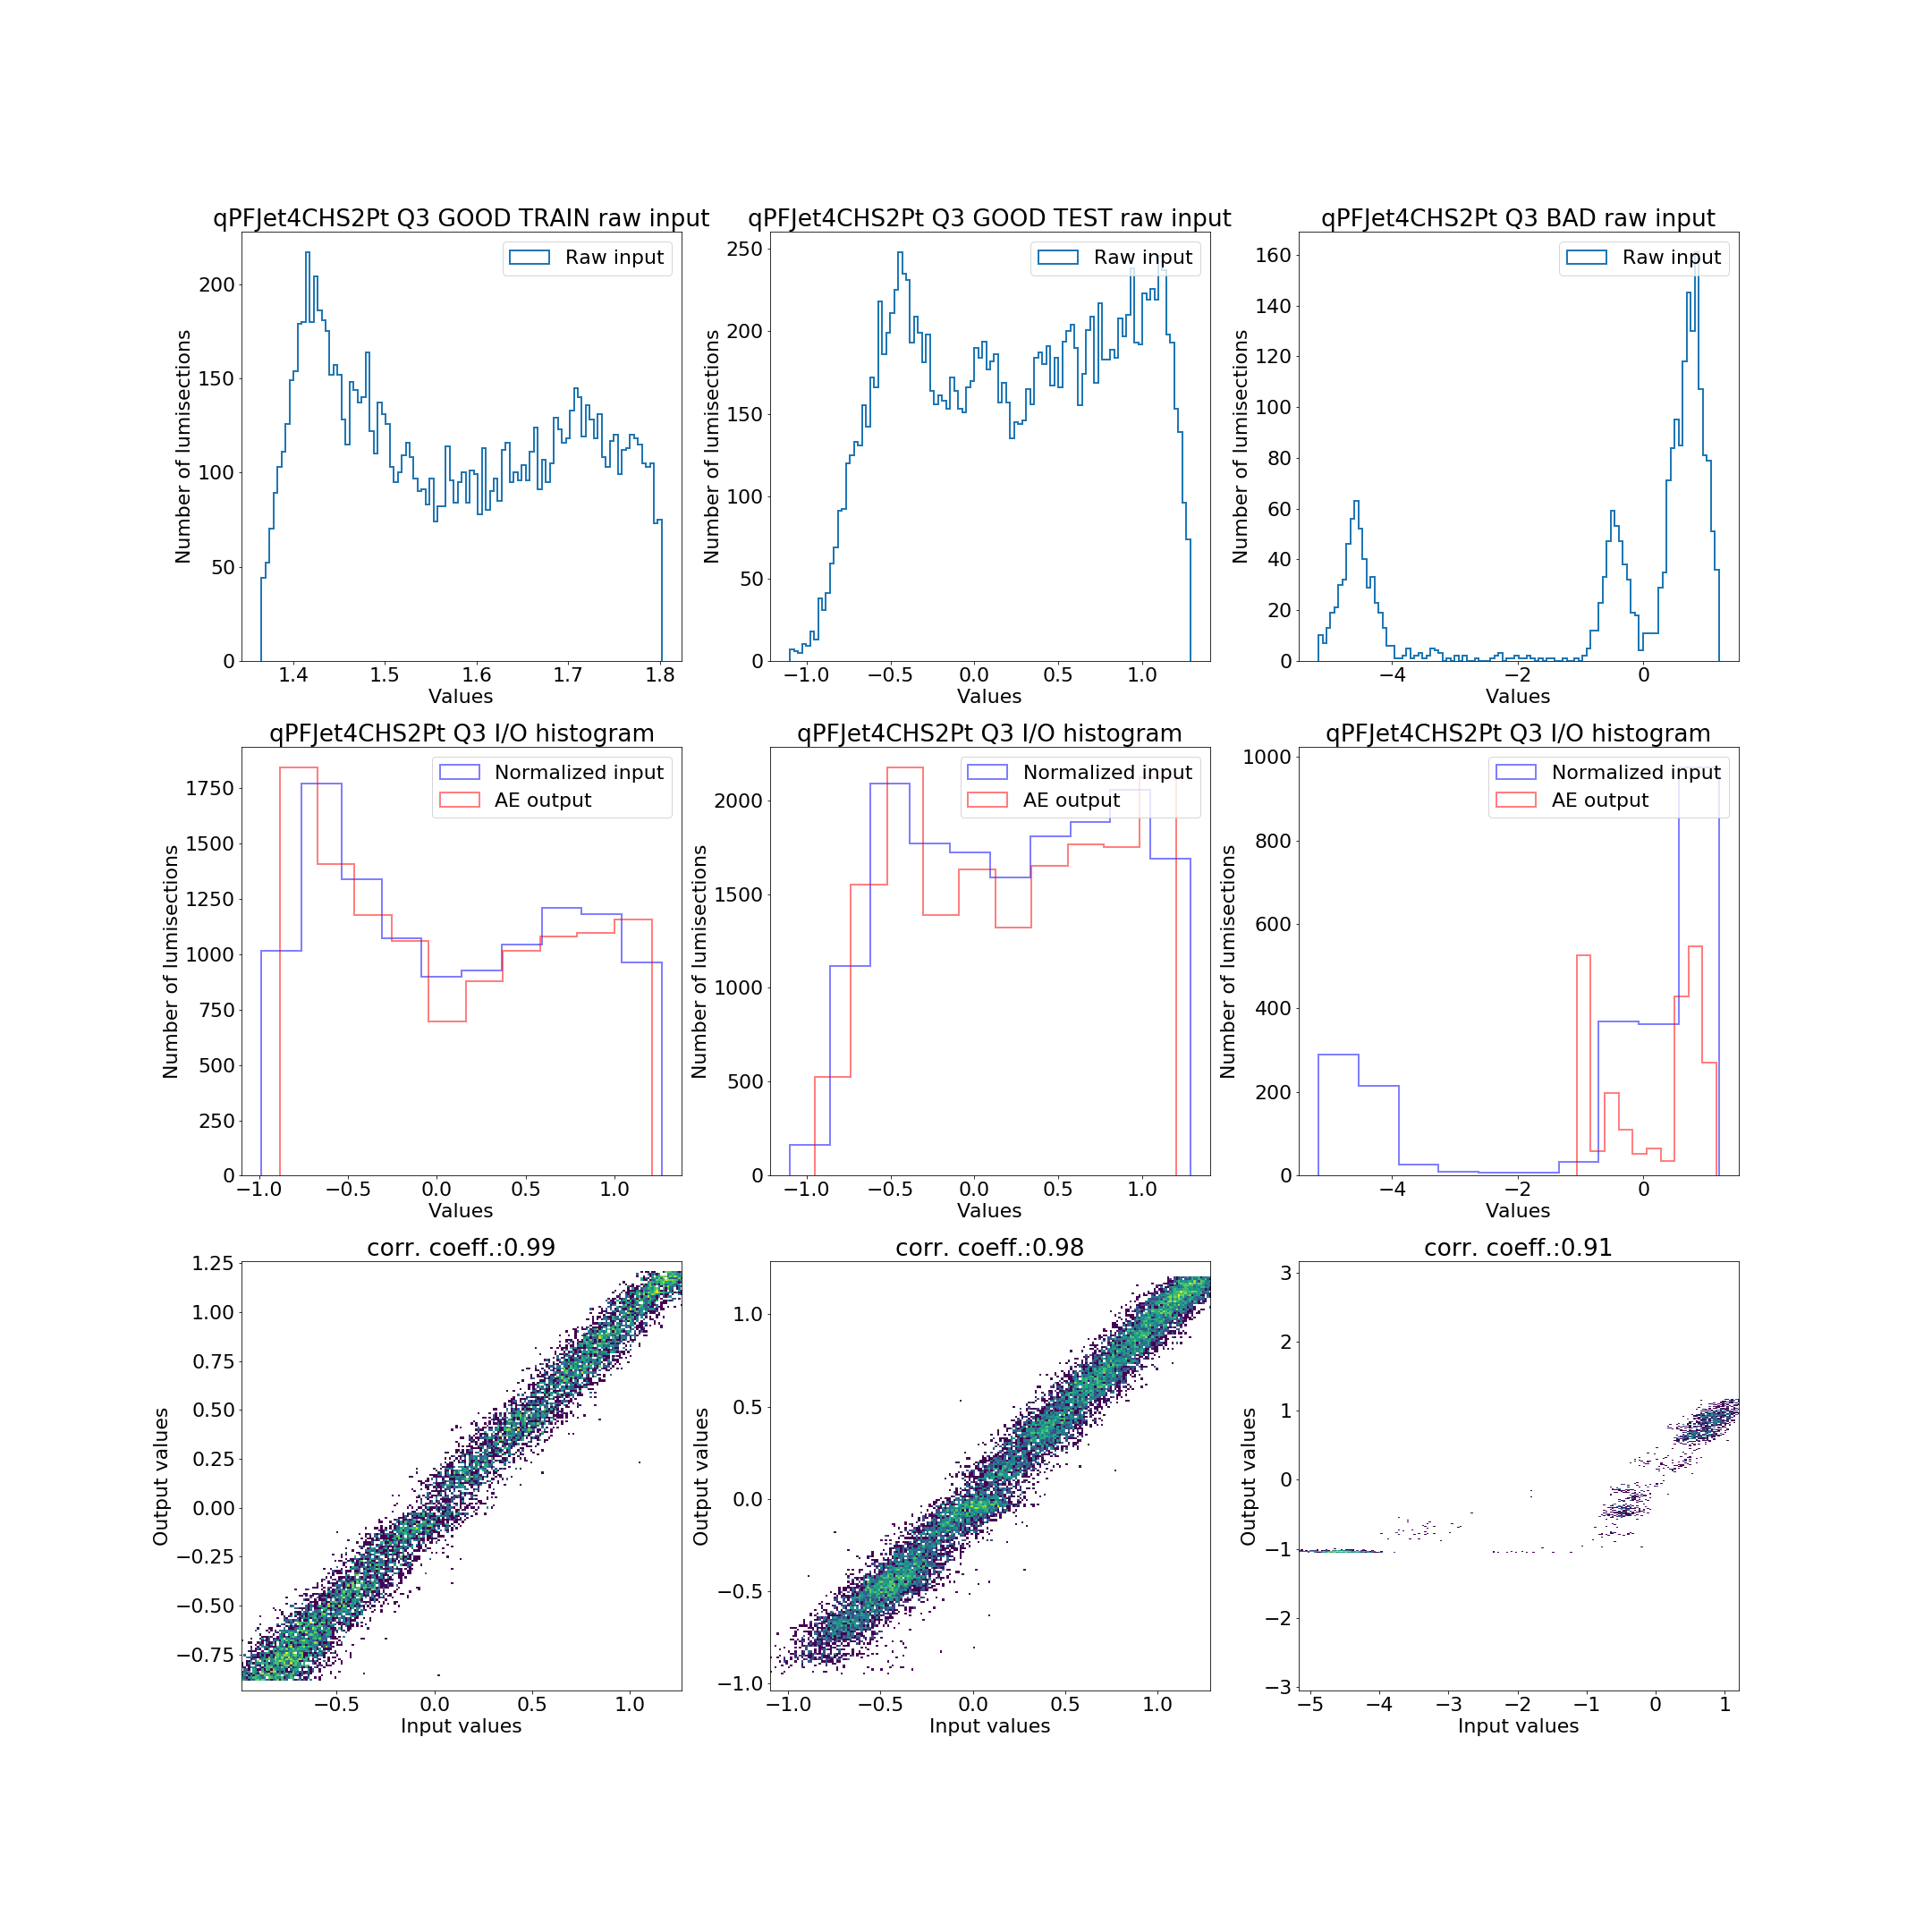 qPFJet4CHS2Pt Q3 GOOD TRAIN raw input
Raw input
200
150
100
50
0
1.4 1.5 1.6 1.7 1.8
Number of lumisections
Values
qPFJet4CHS2Pt Q3 GOOD TEST raw input
Raw input
250
200
150
100
50
0
−1.0 −0.5 0.0 0.5 1.0
Number of lumisections
Values
qPFJet4CHS2Pt Q3 BAD raw input
Raw input
160
140
120
100
80
60
40
20
0
−4 −2 0
Number of lumisections
Values
qPFJet4CHS2Pt Q3 I/O histogram
Normalized input
AE output
1750
1500
1250
1000
750
500
250
0
−1.0 −0.5 0.0 0.5 1.0
Number of lumisections
Values
qPFJet4CHS2Pt Q3 I/O histogram
Normalized input
AE output
2000
1500
1000
500
0
−1.0 −0.5 0.0 0.5 1.0
Number of lumisections
Values
qPFJet4CHS2Pt Q3 I/O histogram
Normalized input
AE output
1000
800
600
400
200
0
−4 −2 0
Number of lumisections
Values
corr. coeff.:0.99
1.25
1.00
0.75
0.50
0.25
0.00
−0.25
−0.50
−0.75
−0.5 0.0 0.5 1.0
Output values
Input values
corr. coeff.:0.98
1.0
0.5
0.0
−0.5
−1.0
−1.0 −0.5 0.0 0.5 1.0
Output values
Input values
corr. coeff.:0.91
3
2
1
0
−1
−2
−3
−5 −4 −3 −2 −1 0 1
Output values
Input values